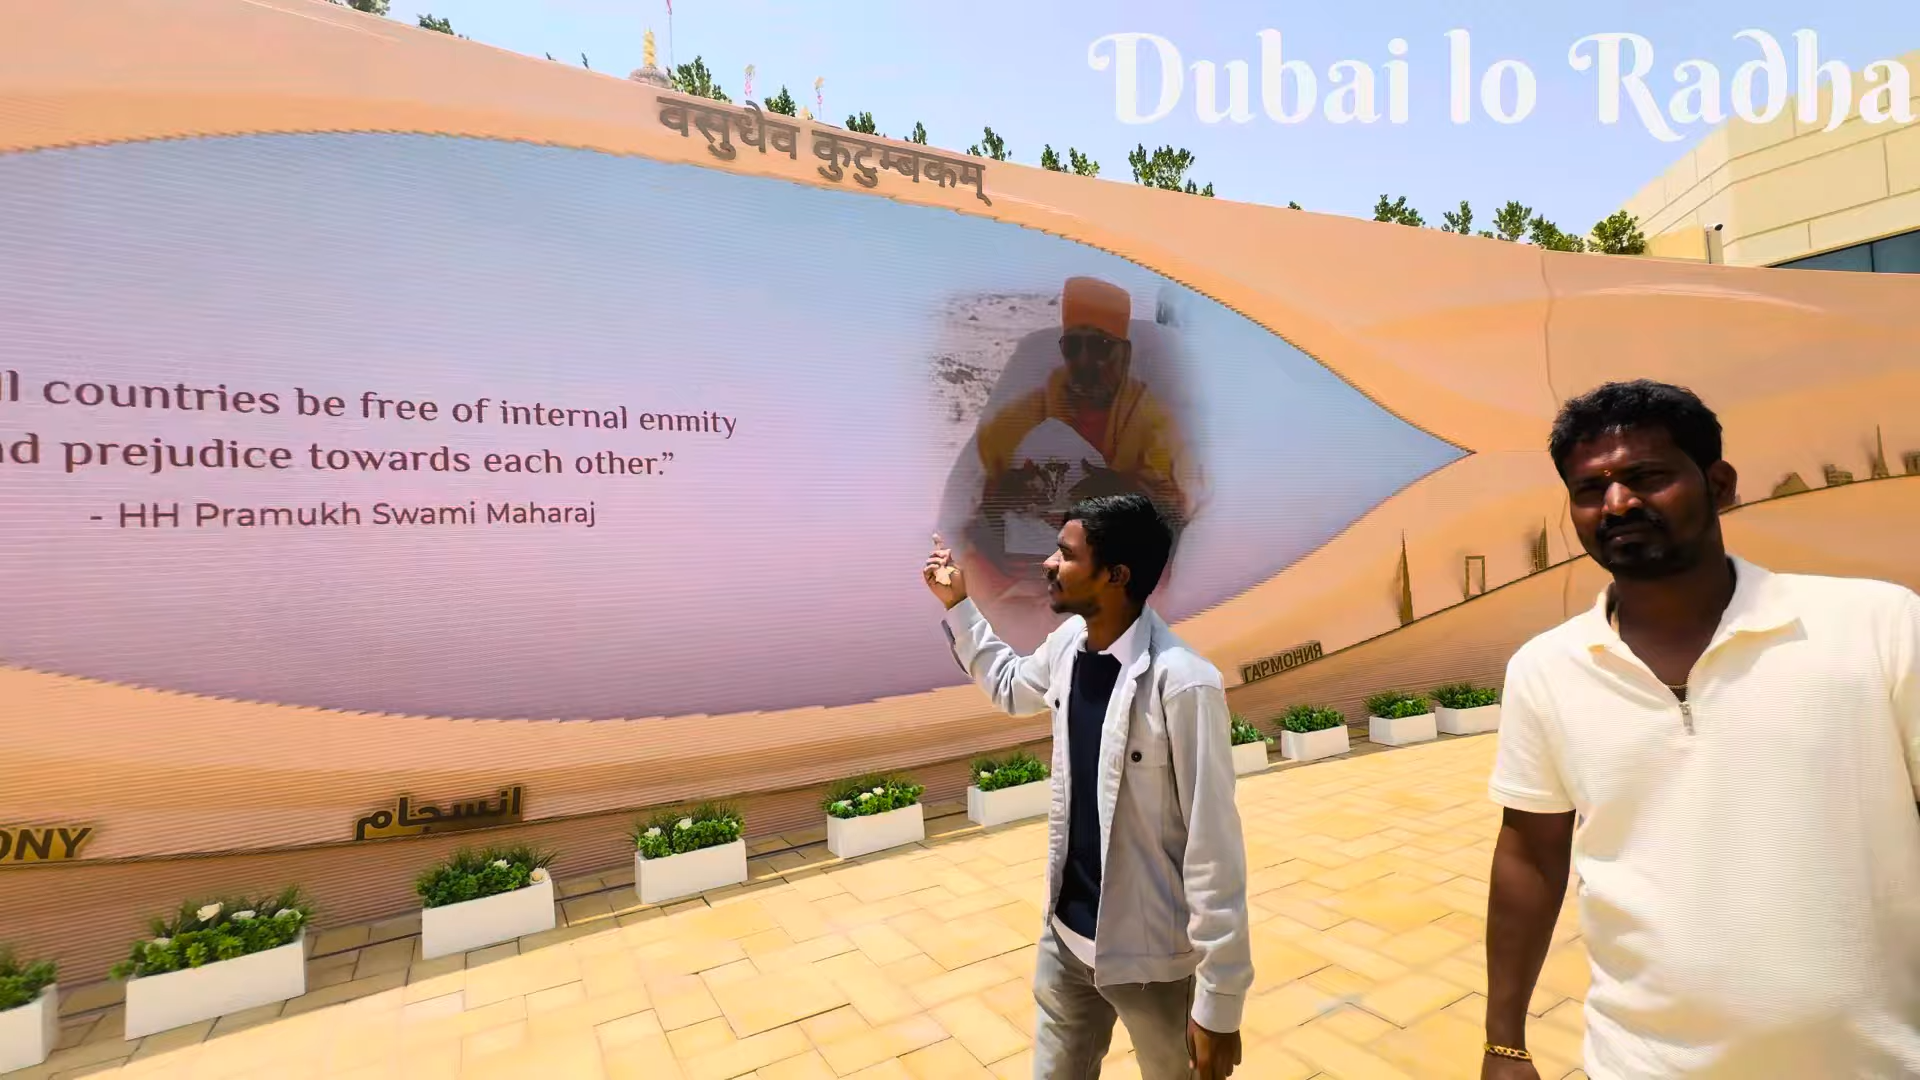 Dubai lo Radha
वसुधैव कुटुम्बकम्
ll countries be free of internal enmity
nd prejudice towards each other.”
- HH Pramukh Swami Maharaj
ГАРМОНИЯ
انسجام
ONY